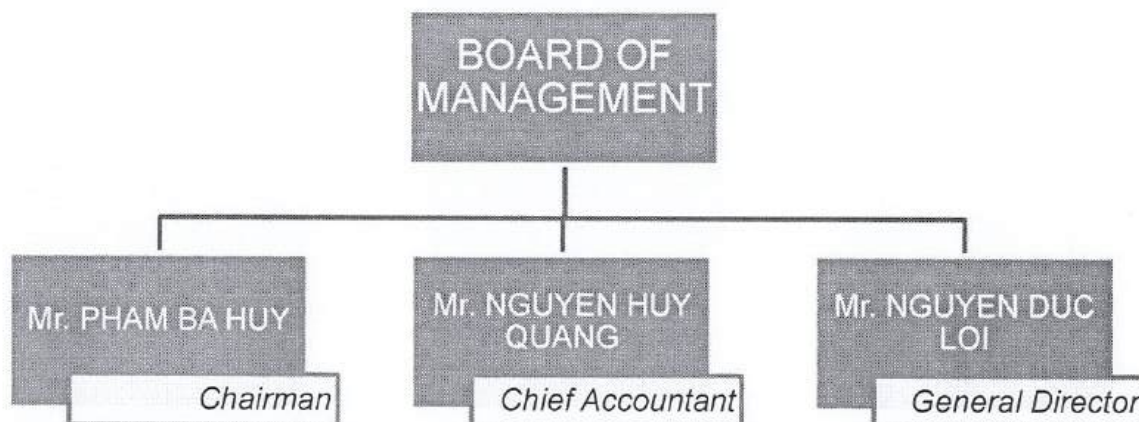 BOARD OF
MANAGEMENT
Mr. PHAM BA HUY
Chairman
Mr. NGUYEN HUY
QUANG
Chief Accountant
Mr. NGUYEN DUC
LOI
General Director